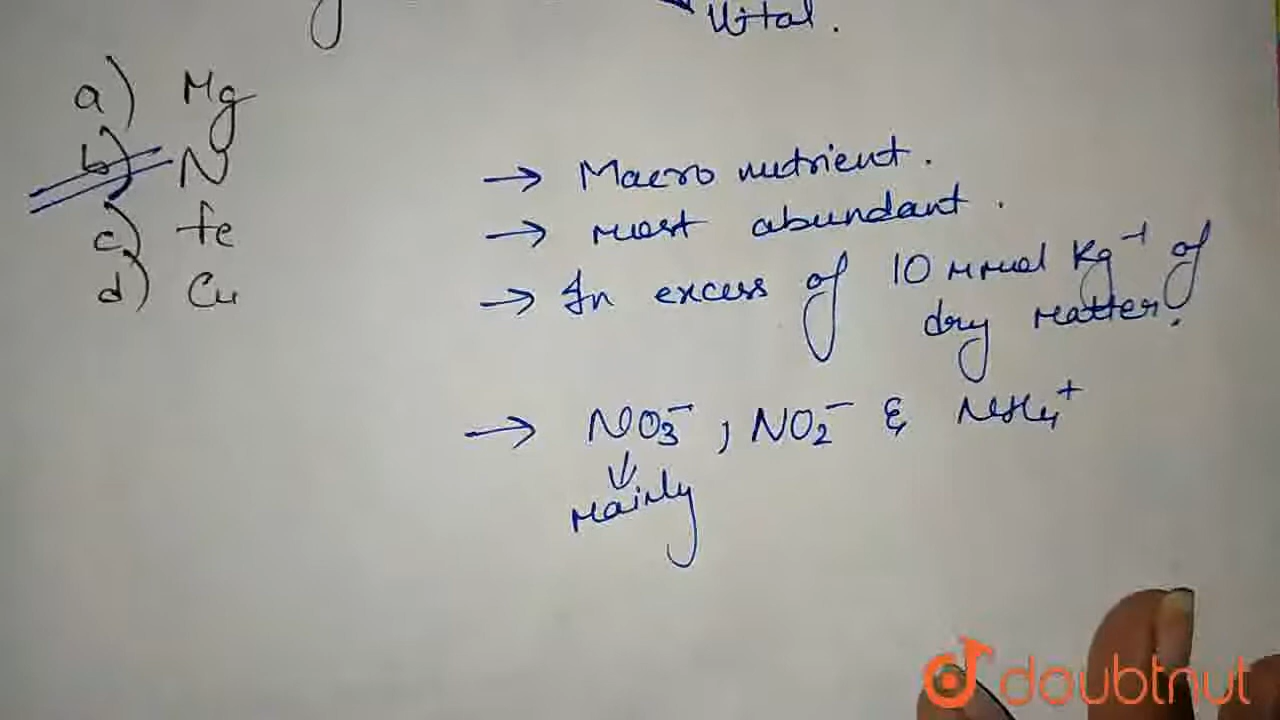 Vital.
a) Mg
b) N
c) Fe
d) Cu
→ Macro nutrient.
→ most abundant.
→ In excess of 10 mmol Kg⁻¹ of
dry matter.
→ NO₃⁻, NO₂⁻ & NH₄⁺
↓
mainly
doubtnut